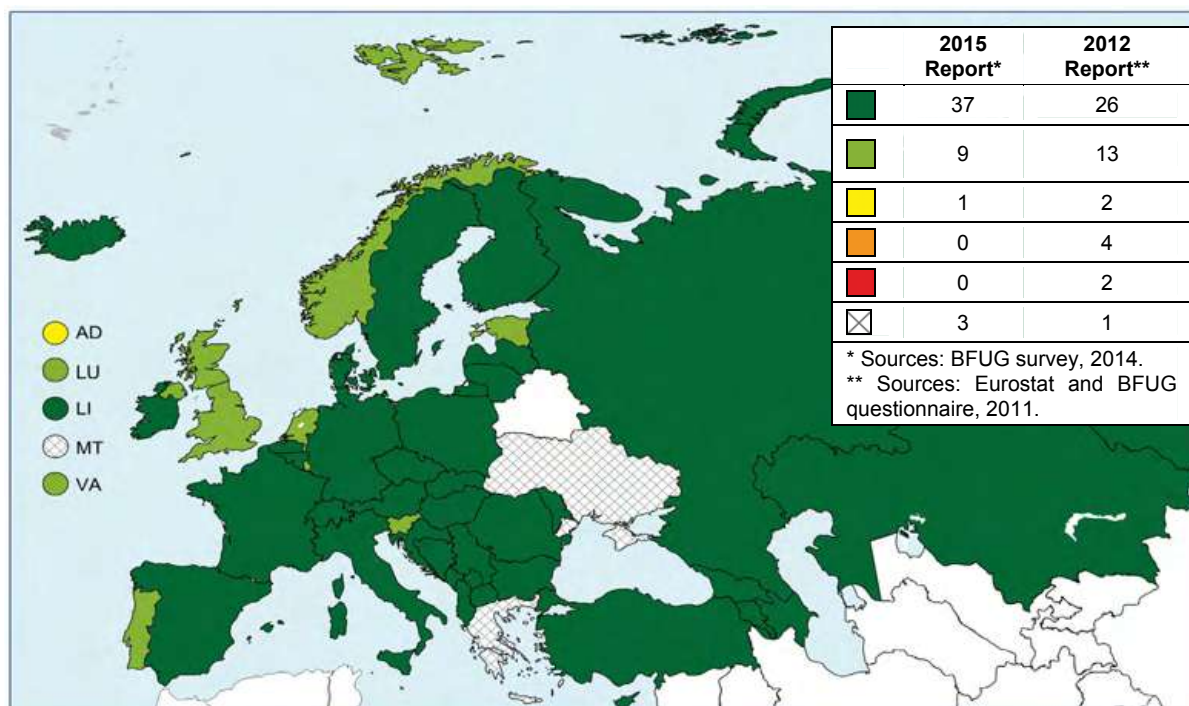 AD
LU
LI
MT
VA
2015 Report* 2012 Report**
37 26
9 13
1 2
0 4
0 2
3 1
* Sources: BFUG survey, 2014.
** Sources: Eurostat and BFUG
questionnaire, 2011.